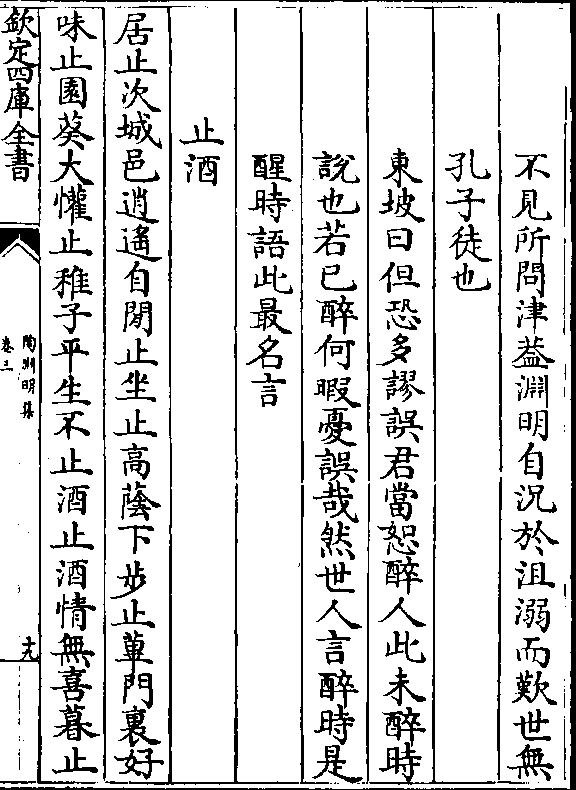 不見所問津葢淵明自況於沮溺而歎世無
孔子徒也
東坡曰但恐多謬誤君當恕醉人此未醉時
說也若已醉何暇憂誤哉然世人言醉時是
醒時語此最名言
止酒
居止次城邑逍遙自閒止坐止高蔭下步止蓽門裏好
味止園葵大懽止稚子平生不止酒止酒情無喜暮止
欽定四庫全書
陶淵明集
卷三
十九